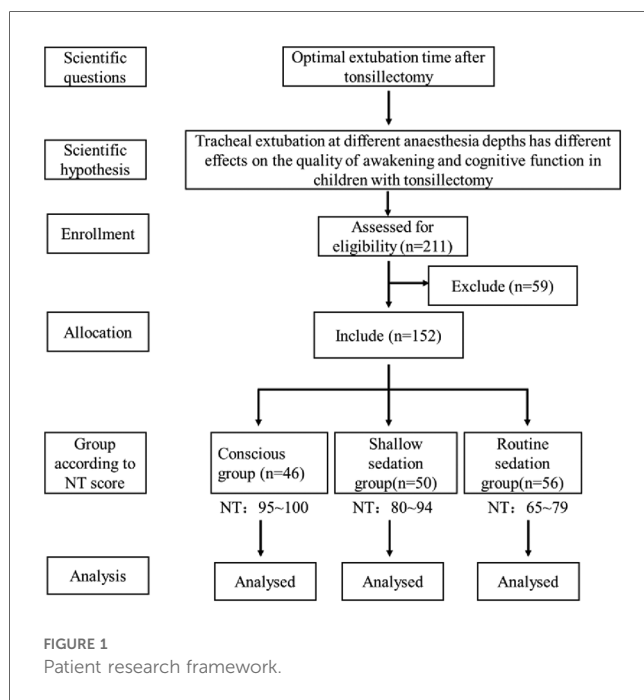 Scientific
questions
Optimal extubation time after
tonsillectomy
Scientific
hypothesis
Tracheal extubation at different anaesthesia depths has different
effects on the quality of awakening and cognitive function in
children with tonsillectomy
Enrollment
Assessed for
eligibility (n=211)
Exclude (n=59)
Allocation
Include (n=152)
Group
according to
NT score
Conscious
group (n=46)
Shallow
sedation
group(n=50)
Routine
sedation
group(n=56)
NT：95~100
NT：80~94
NT：65~79
Analysis
Analysed
Analysed
Analysed
FIGURE 1
Patient research framework.